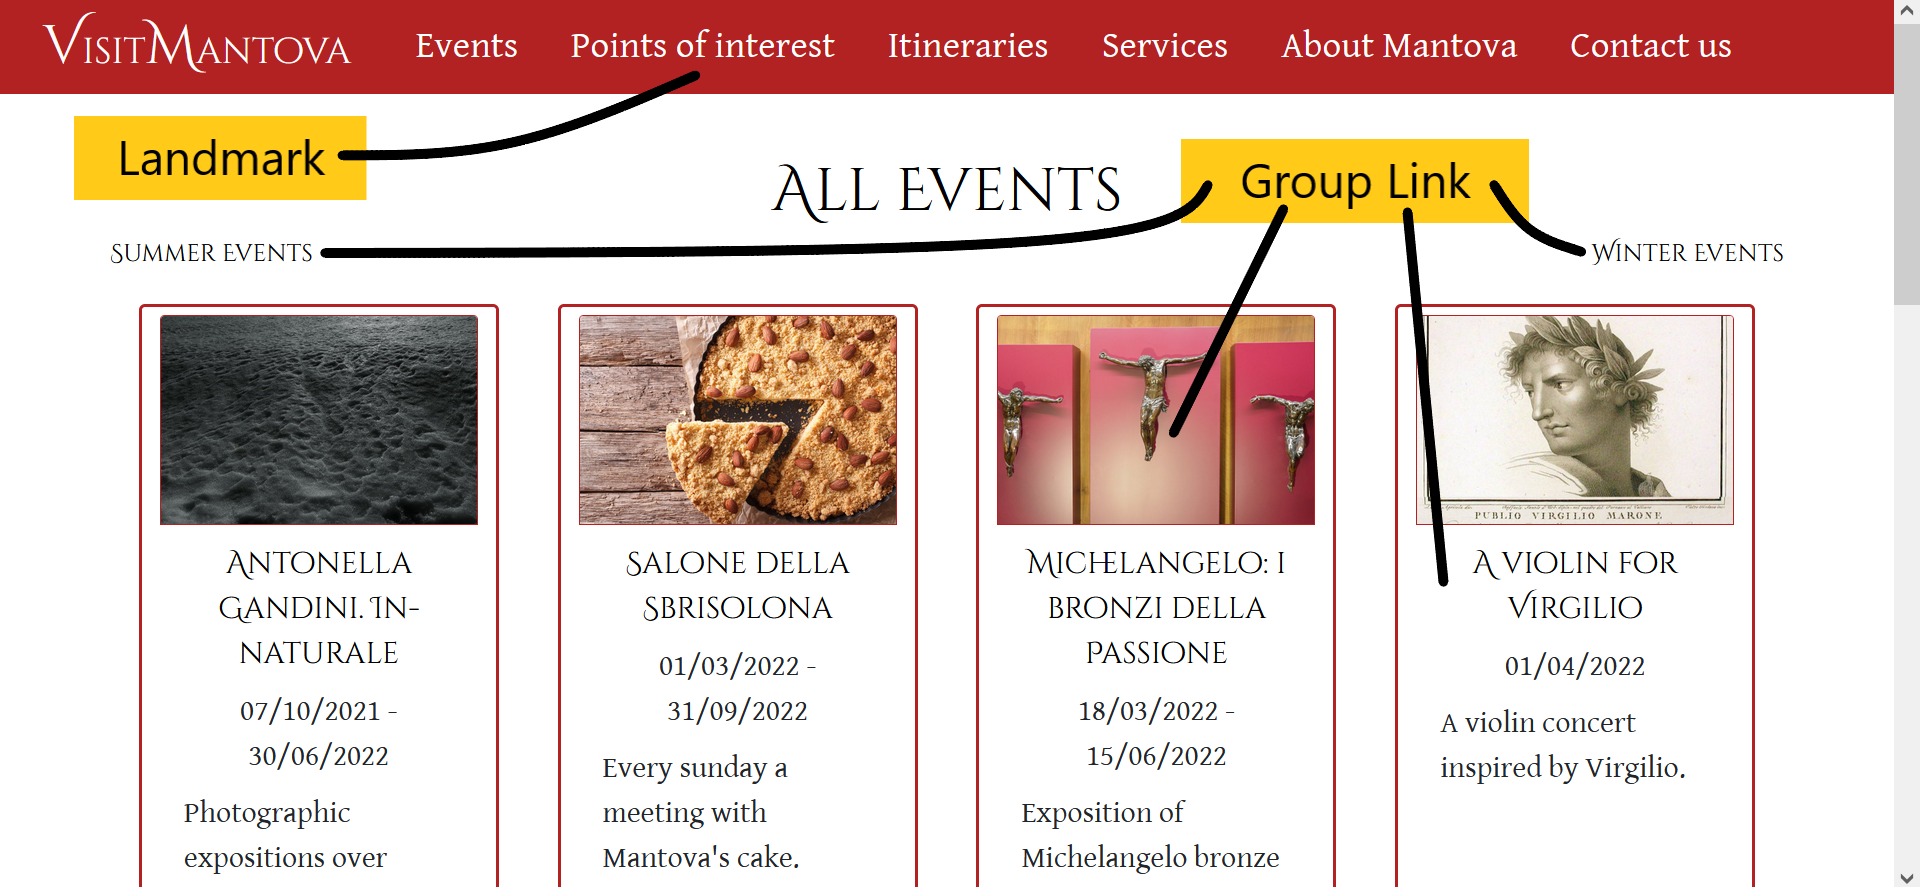 VisitMantova Events Points of interest Itineraries Services About Mantova Contact us
Landmark
Group Link
All Events
Summer Events
Winter Events
PUBLIO VIRGILIO MARONE
Antonella
Gandini. In-
naturale
07/10/2021 -
30/06/2022
Photographic
expositions over
Salone della
Sbrisolona
01/03/2022 -
31/09/2022
Every sunday a
meeting with
Mantova's cake.
Michelangelo: i
bronzi della
Passione
18/03/2022 -
15/06/2022
Exposition of
Michelangelo bronze
A violin for
Virgilio
01/04/2022
A violin concert
inspired by Virgilio.